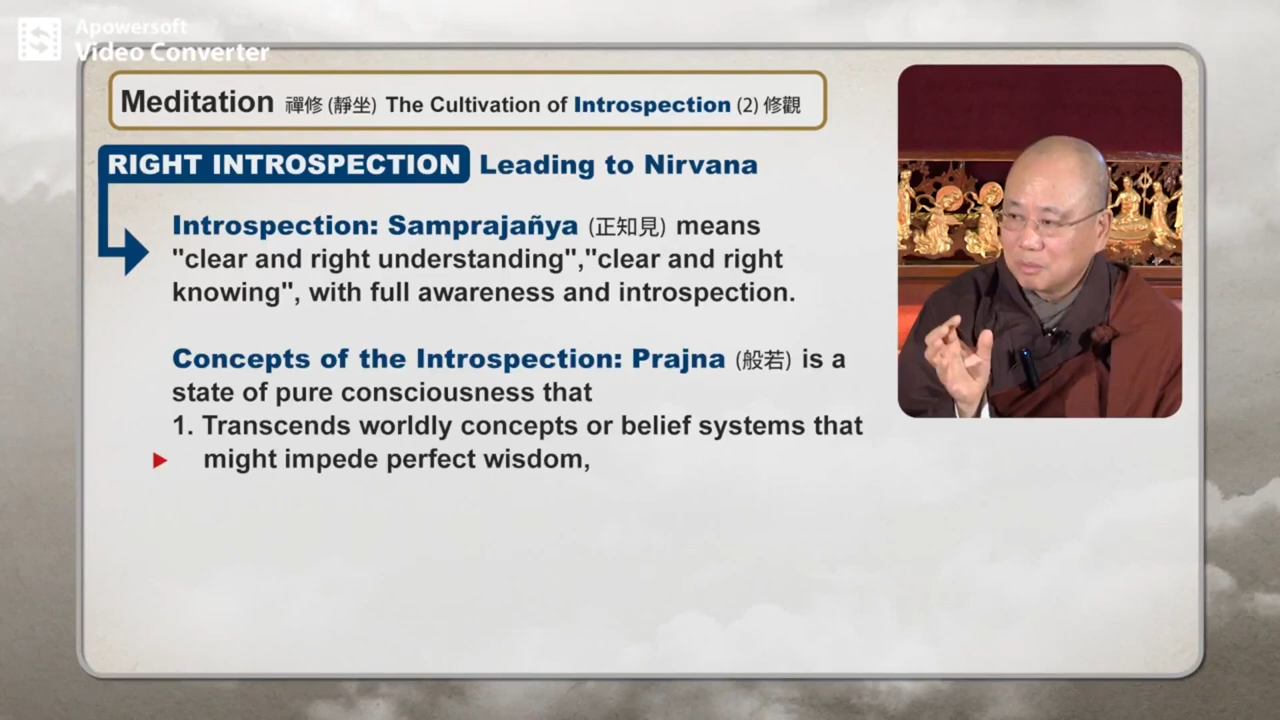 Apowersoft
Video Converter
Meditation 禪修 (靜坐) The Cultivation of Introspection (2) 修觀
RIGHT INTROSPECTION Leading to Nirvana
Introspection: Samprajañya (正知見) means
"clear and right understanding","clear and right
knowing", with full awareness and introspection.
Concepts of the Introspection: Prajna (般若) is a
state of pure consciousness that
1. Transcends worldly concepts or belief systems that
might impede perfect wisdom,